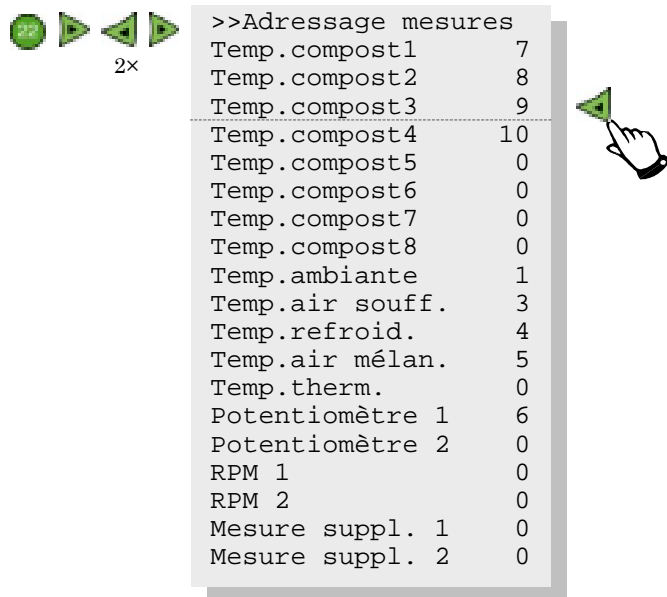 22
2×
>>Adressage mesures
Temp.compost1 7
Temp.compost2 8
Temp.compost3 9
Temp.compost4 10
Temp.compost5 0
Temp.compost6 0
Temp.compost7 0
Temp.compost8 0
Temp.ambiante 1
Temp.air souff. 3
Temp.refroid. 4
Temp.air mélan. 5
Temp.therm. 0
Potentiomètre 1 6
Potentiomètre 2 0
RPM 1 0
RPM 2 0
Mesure suppl. 1 0
Mesure suppl. 2 0